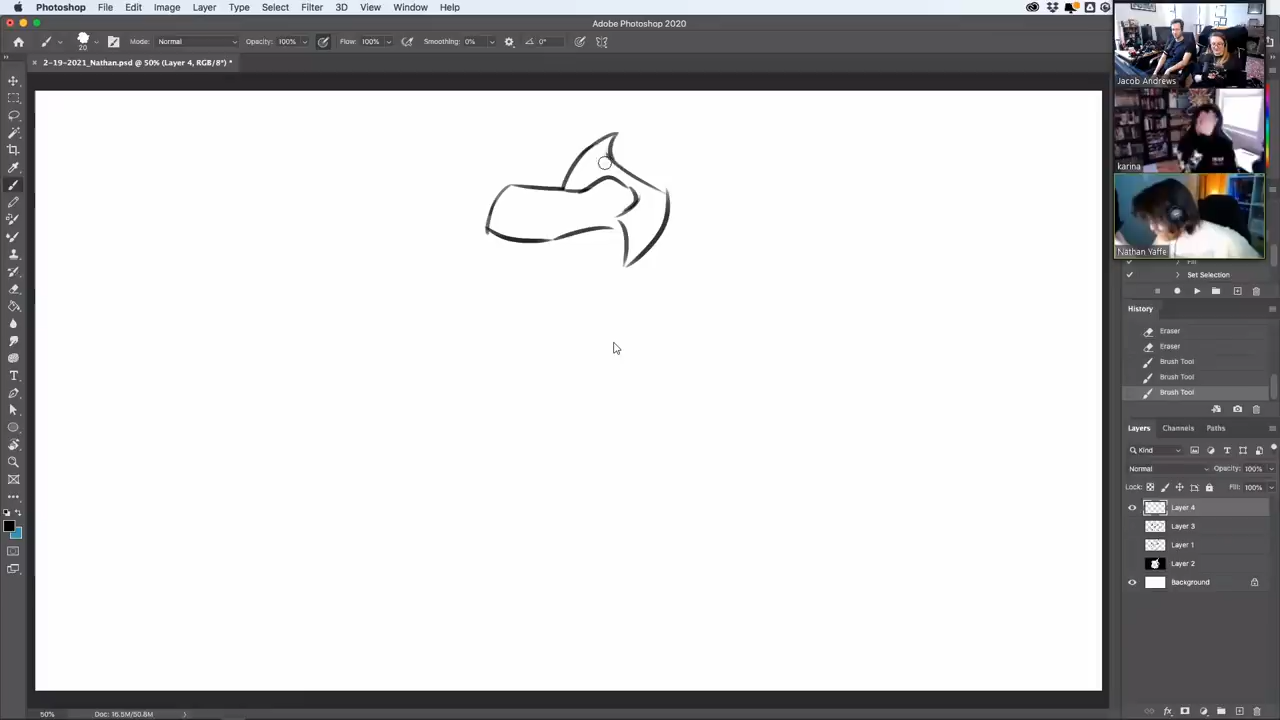 Photoshop File Edit Image Layer Type Select Filter 3D View Window Help
Adobe Photoshop 2020
20 Mode: Normal Opacity: 100% Flow: 100% Smoothing: 0% 0°
2-19-2021_Nathan.psd @ 50% (Layer 4, RGB/8*) *
Jacob Andrews
karina
Nathan Yaffe
Fill
Set Selection
History
Eraser
Eraser
Brush Tool
Brush Tool
Brush Tool
Layers Channels Paths
Kind
Normal Opacity: 100%
Lock: Fill: 100%
Layer 4
Layer 3
Layer 1
Layer 2
Background
50% Doc: 16.5M/50.8M